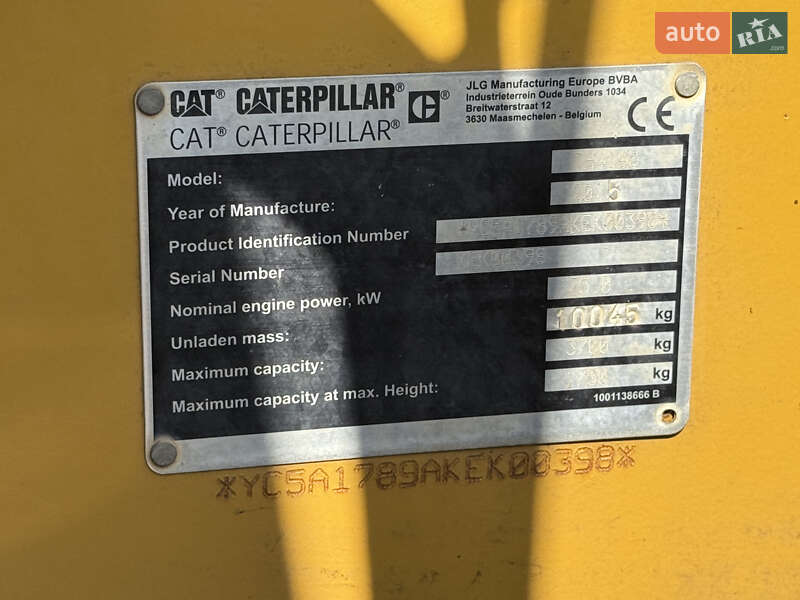 auto RIA
.com
CAT® CATERPILLAR®
CAT® CATERPILLAR®
JLG Manufacturing Europe BVBA
Industrieterrein Oude Bunders 1034
Breitwaterstraat 12
3630 Maasmechelen - Belgium
CE
Model:
Year of Manufacture:
Product Identification Number
Serial Number
Nominal engine power, kW
Unladen mass: 10045 kg
Maximum capacity: kg
Maximum capacity at max. Height: kg
1001138666 B
*YC5A1789AKEK00398*